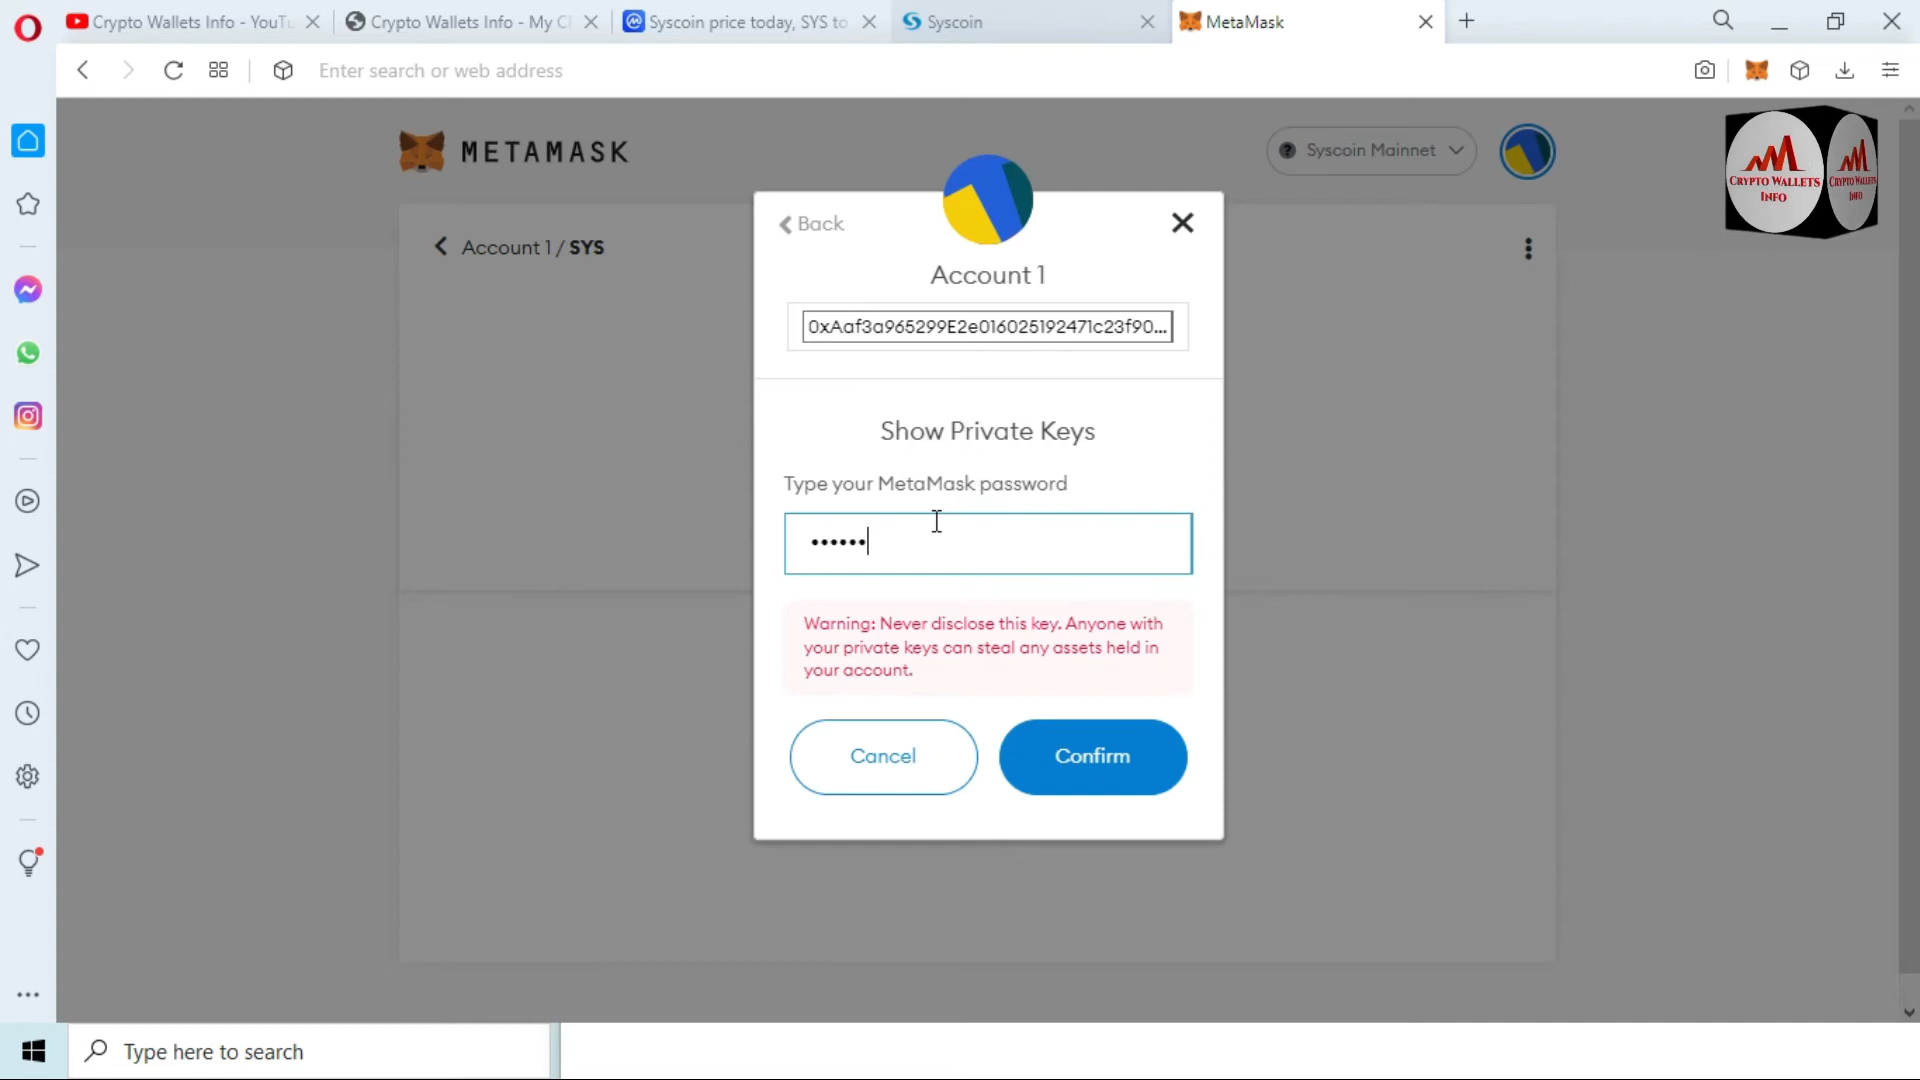 Crypto Wallets Info - YouTu
Crypto Wallets Info - My C
Syscoin price today, SYS to
Syscoin
MetaMask
Enter search or web address
METAMASK
Syscoin Mainnet
CRYPTO WALLETS
INFO
CRYPTO WALLETS
INFO
Account 1 / SYS
Back
Account 1
0xAaf3a965299E2e016025192471c23f90...
Show Private Keys
Type your MetaMask password
••••••
Warning: Never disclose this key. Anyone with
your private keys can steal any assets held in
your account.
Cancel
Confirm
Type here to search